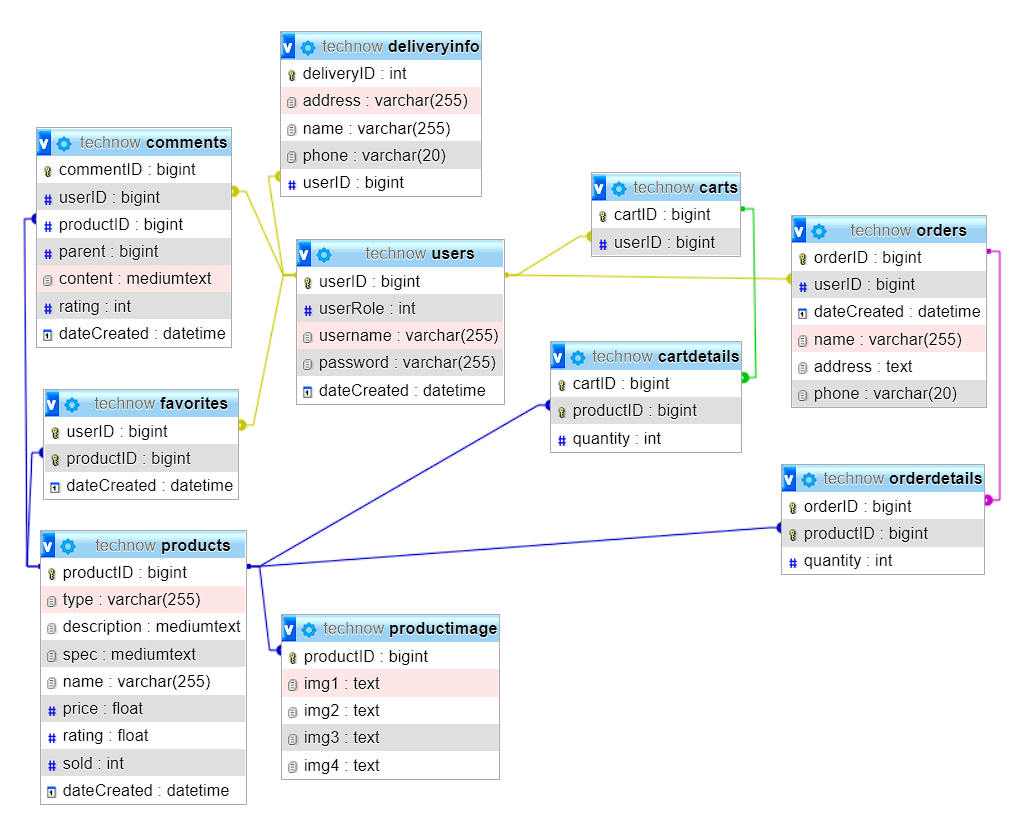 technow deliveryinfo
deliveryID : int
address : varchar(255)
name : varchar(255)
phone : varchar(20)
userID : bigint
technow comments
commentID : bigint
userID : bigint
productID : bigint
parent : bigint
content : mediumtext
rating : int
dateCreated : datetime
technow users
userID : bigint
userRole : int
username : varchar(255)
password : varchar(255)
dateCreated : datetime
technow carts
cartID : bigint
userID : bigint
technow orders
orderID : bigint
userID : bigint
dateCreated : datetime
name : varchar(255)
address : text
phone : varchar(20)
technow cartdetails
cartID : bigint
productID : bigint
quantity : int
technow favorites
userID : bigint
productID : bigint
dateCreated : datetime
technow orderdetails
orderID : bigint
productID : bigint
quantity : int
technow products
productID : bigint
type : varchar(255)
description : mediumtext
spec : mediumtext
name : varchar(255)
price : float
rating : float
sold : int
dateCreated : datetime
technow productimage
productID : bigint
img1 : text
img2 : text
img3 : text
img4 : text